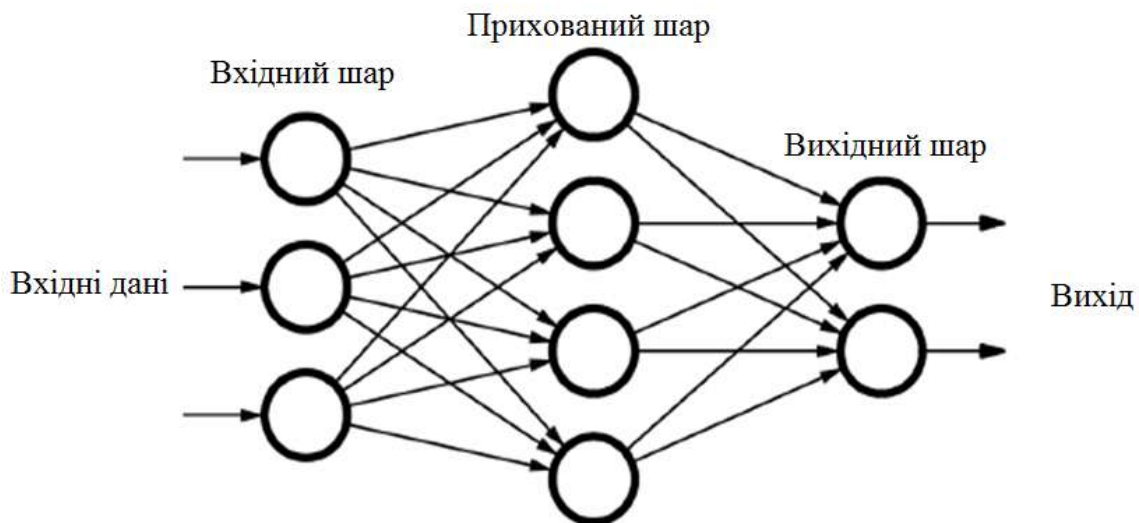 Прихований шар
Вхідний шар
Вихідний шар
Вхідні дані
Вихід